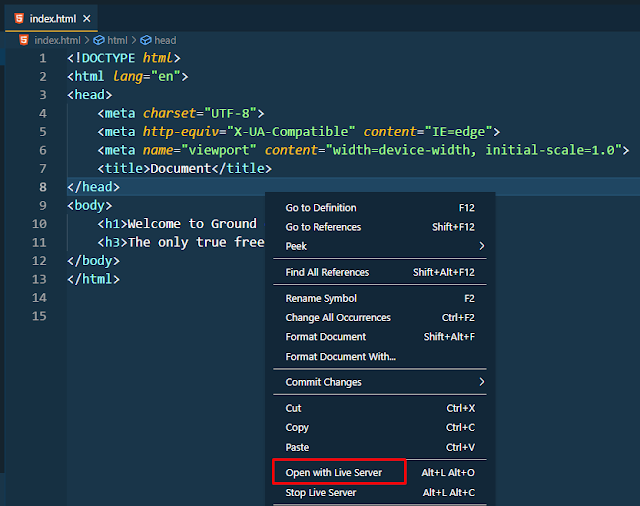 index.html ×
index.html > html > head
1 <!DOCTYPE html>
2 <html lang="en">
3 <head>
4 <meta charset="UTF-8">
5 <meta http-equiv="X-UA-Compatible" content="IE=edge">
6 <meta name="viewport" content="width=device-width, initial-scale=1.0">
7 <title>Document</title>
8 </head>
9 <body>
10 <h1>Welcome to Ground
11 <h3>The only true free
12 </body>
13 </html>
14
15
Go to Definition F12
Go to References Shift+F12
Peek >
Find All References Shift+Alt+F12
Rename Symbol F2
Change All Occurrences Ctrl+F2
Format Document Shift+Alt+F
Format Document With...
Commit Changes >
Cut Ctrl+X
Copy Ctrl+C
Paste Ctrl+V
Open with Live Server Alt+L Alt+O
Stop Live Server Alt+L Alt+C